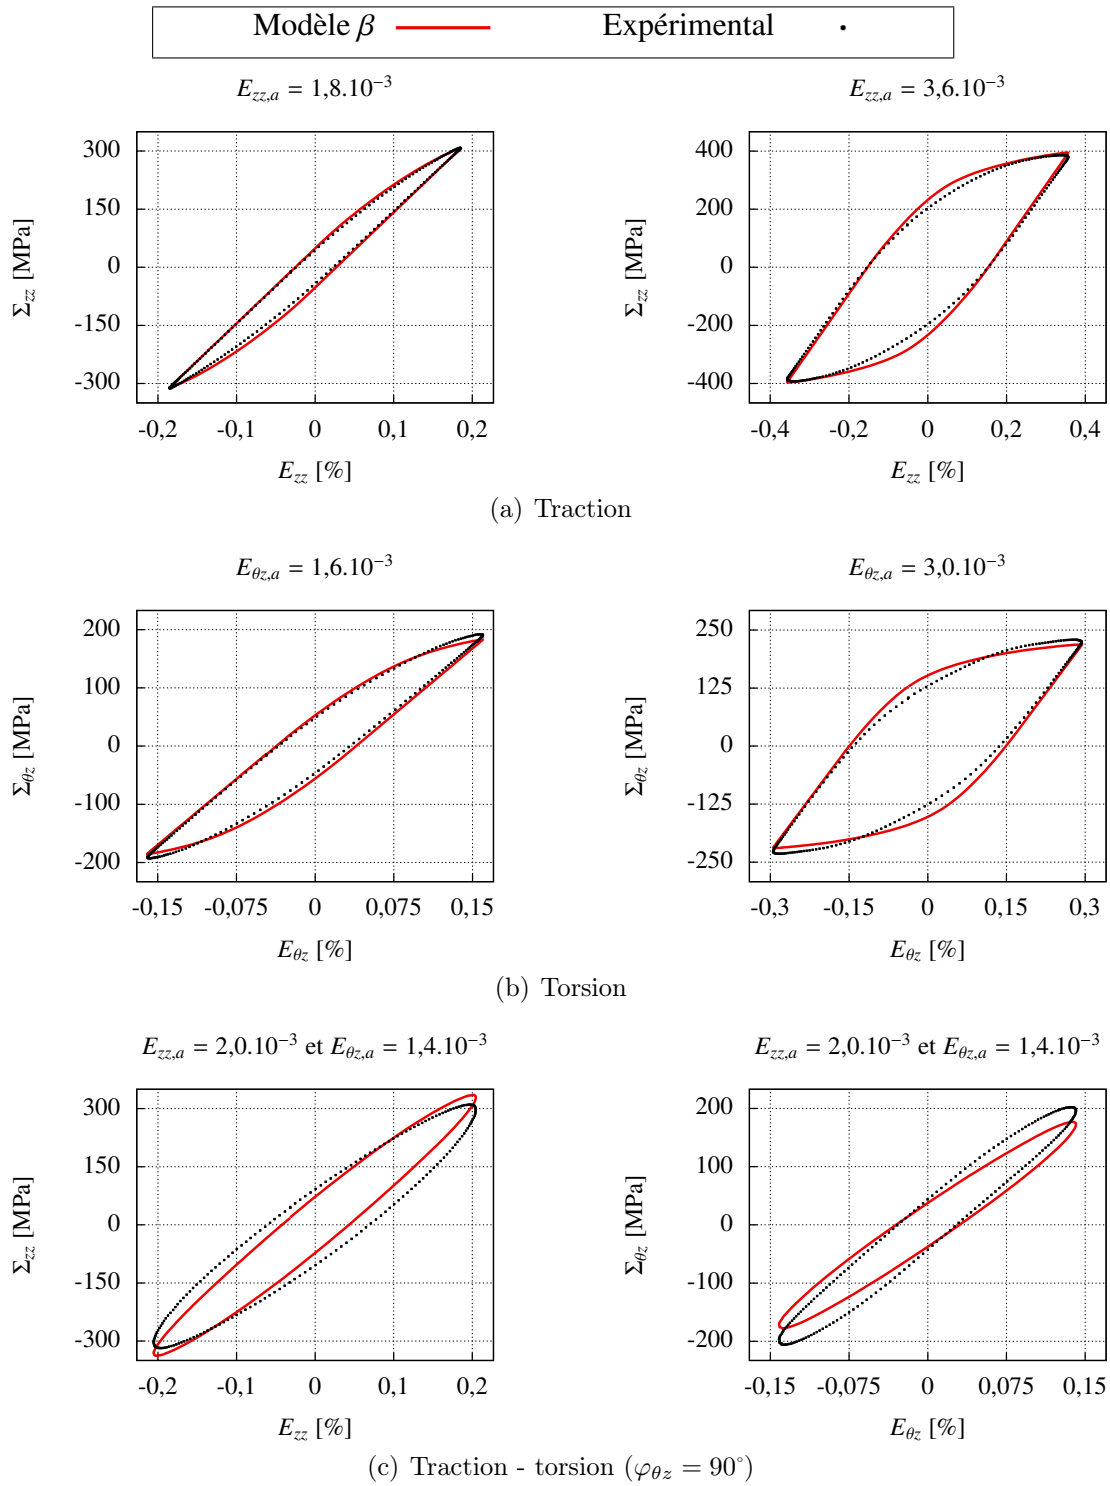 Modèle β Expérimental
E_{zz,a} = 1,8.10^{-3}
E_{zz,a} = 3,6.10^{-3}
Σ_{zz} [MPa]
300
150
0
-150
-300
-0,2 -0,1 0 0,1 0,2
E_{zz} [%]
Σ_{zz} [MPa]
400
200
0
-200
-400
-0,4 -0,2 0 0,2 0,4
E_{zz} [%]
(a) Traction
E_{θz,a} = 1,6.10^{-3}
E_{θz,a} = 3,0.10^{-3}
Σ_{θz} [MPa]
200
100
0
-100
-200
-0,15 -0,075 0 0,075 0,15
E_{θz} [%]
Σ_{θz} [MPa]
250
125
0
-125
-250
-0,3 -0,15 0 0,15 0,3
E_{θz} [%]
(b) Torsion
E_{zz,a} = 2,0.10^{-3} et E_{θz,a} = 1,4.10^{-3}
E_{zz,a} = 2,0.10^{-3} et E_{θz,a} = 1,4.10^{-3}
Σ_{zz} [MPa]
300
150
0
-150
-300
-0,2 -0,1 0 0,1 0,2
E_{zz} [%]
Σ_{θz} [MPa]
200
100
0
-100
-200
-0,15 -0,075 0 0,075 0,15
E_{θz} [%]
(c) Traction - torsion (φ_{θz} = 90°)